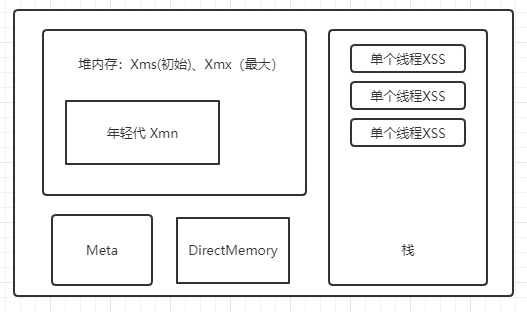 堆内存：Xms(初始)、Xmx（最大）
年轻代 Xmn
单个线程XSS
单个线程XSS
单个线程XSS
Meta
DirectMemory
栈